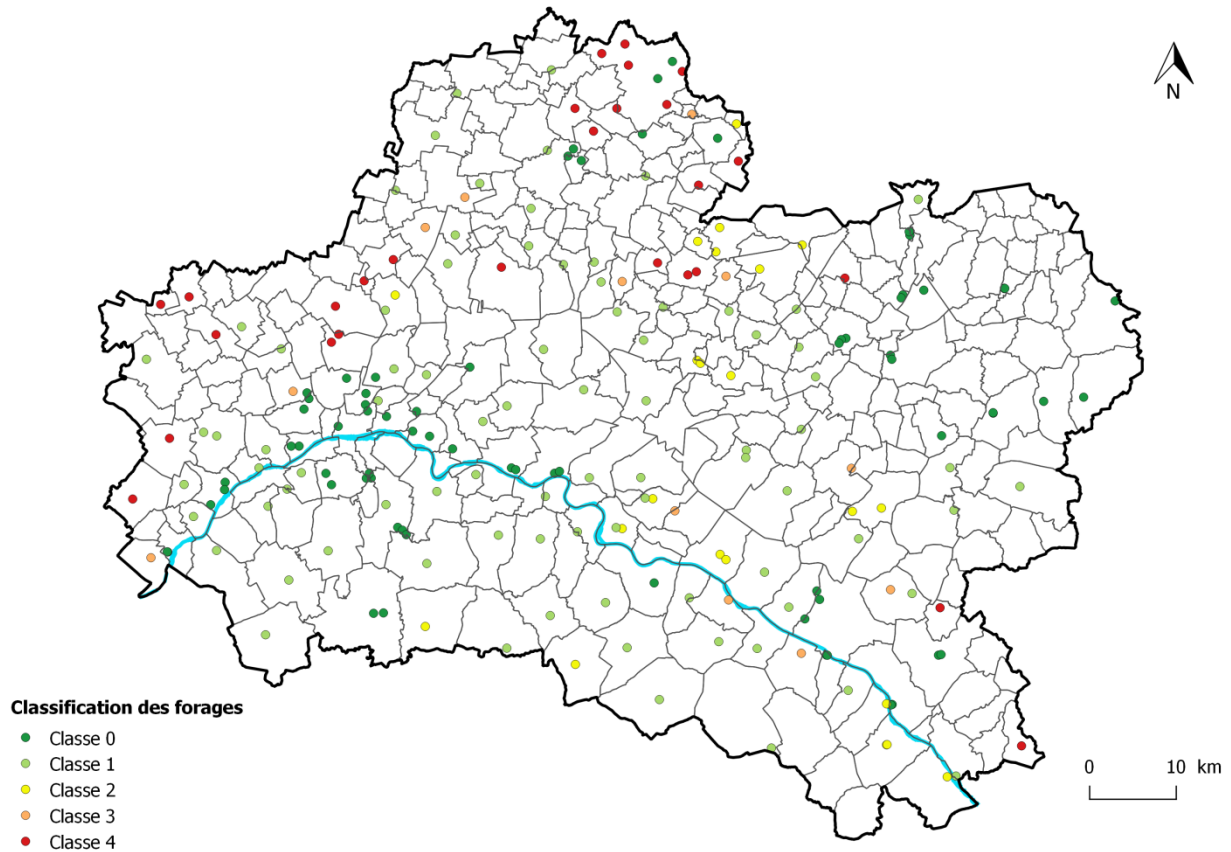 N
Classification des forages
Classe 0
Classe 1
Classe 2
Classe 3
Classe 4
0 10 km